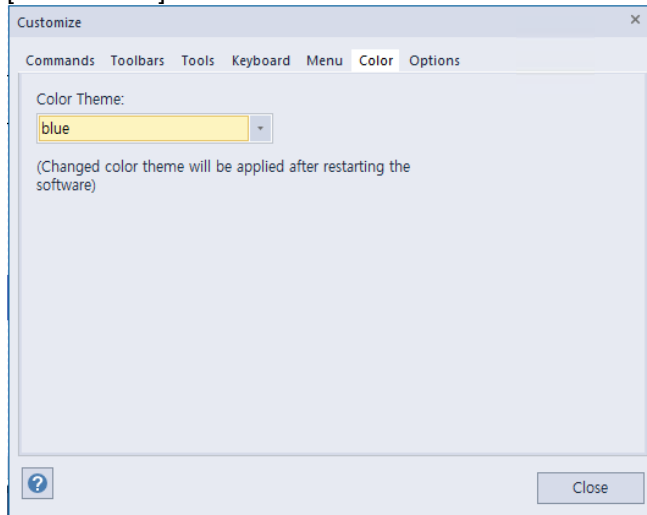 Customize
Commands Toolbars Tools Keyboard Menu Color Options
Color Theme:
blue
(Changed color theme will be applied after restarting the
software)
Close